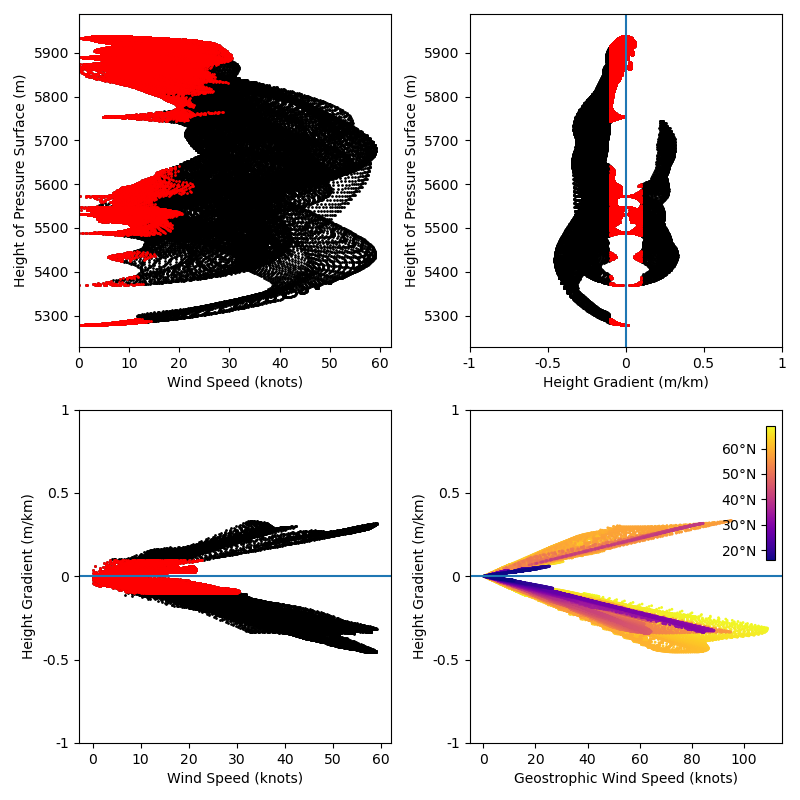 5900
5800
5700
5600
5500
5400
5300
Height of Pressure Surface (m)
0 10 20 30 40 50 60
Wind Speed (knots)
5900
5800
5700
5600
5500
5400
5300
Height of Pressure Surface (m)
-1 -0.5 0 0.5 1
Height Gradient (m/km)
1
0.5
0
-0.5
-1
Height Gradient (m/km)
0 10 20 30 40 50 60
Wind Speed (knots)
1
0.5
0
-0.5
-1
Height Gradient (m/km)
60°N
50°N
40°N
30°N
20°N
0 20 40 60 80 100
Geostrophic Wind Speed (knots)